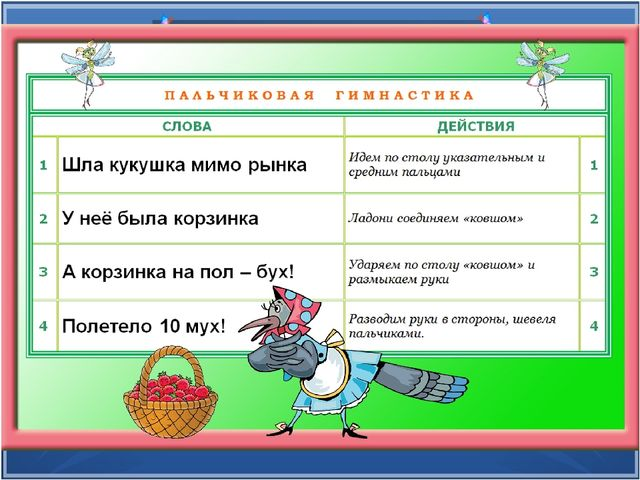 ПАЛЬЧИКОВАЯ ГИМНАСТИКА
СЛОВА ДЕЙСТВИЯ
1 Шла кукушка мимо рынка Идем по столу указательным и
средним пальцами 1
2 У неё была корзинка Ладони соединяем «ковшом» 2
3 А корзинка на пол – бух! Ударяем по столу «ковшом» и
размыкаем руки 3
4 Полетело 10 мух! Разводим руки в стороны, шевеля
пальчиками. 4